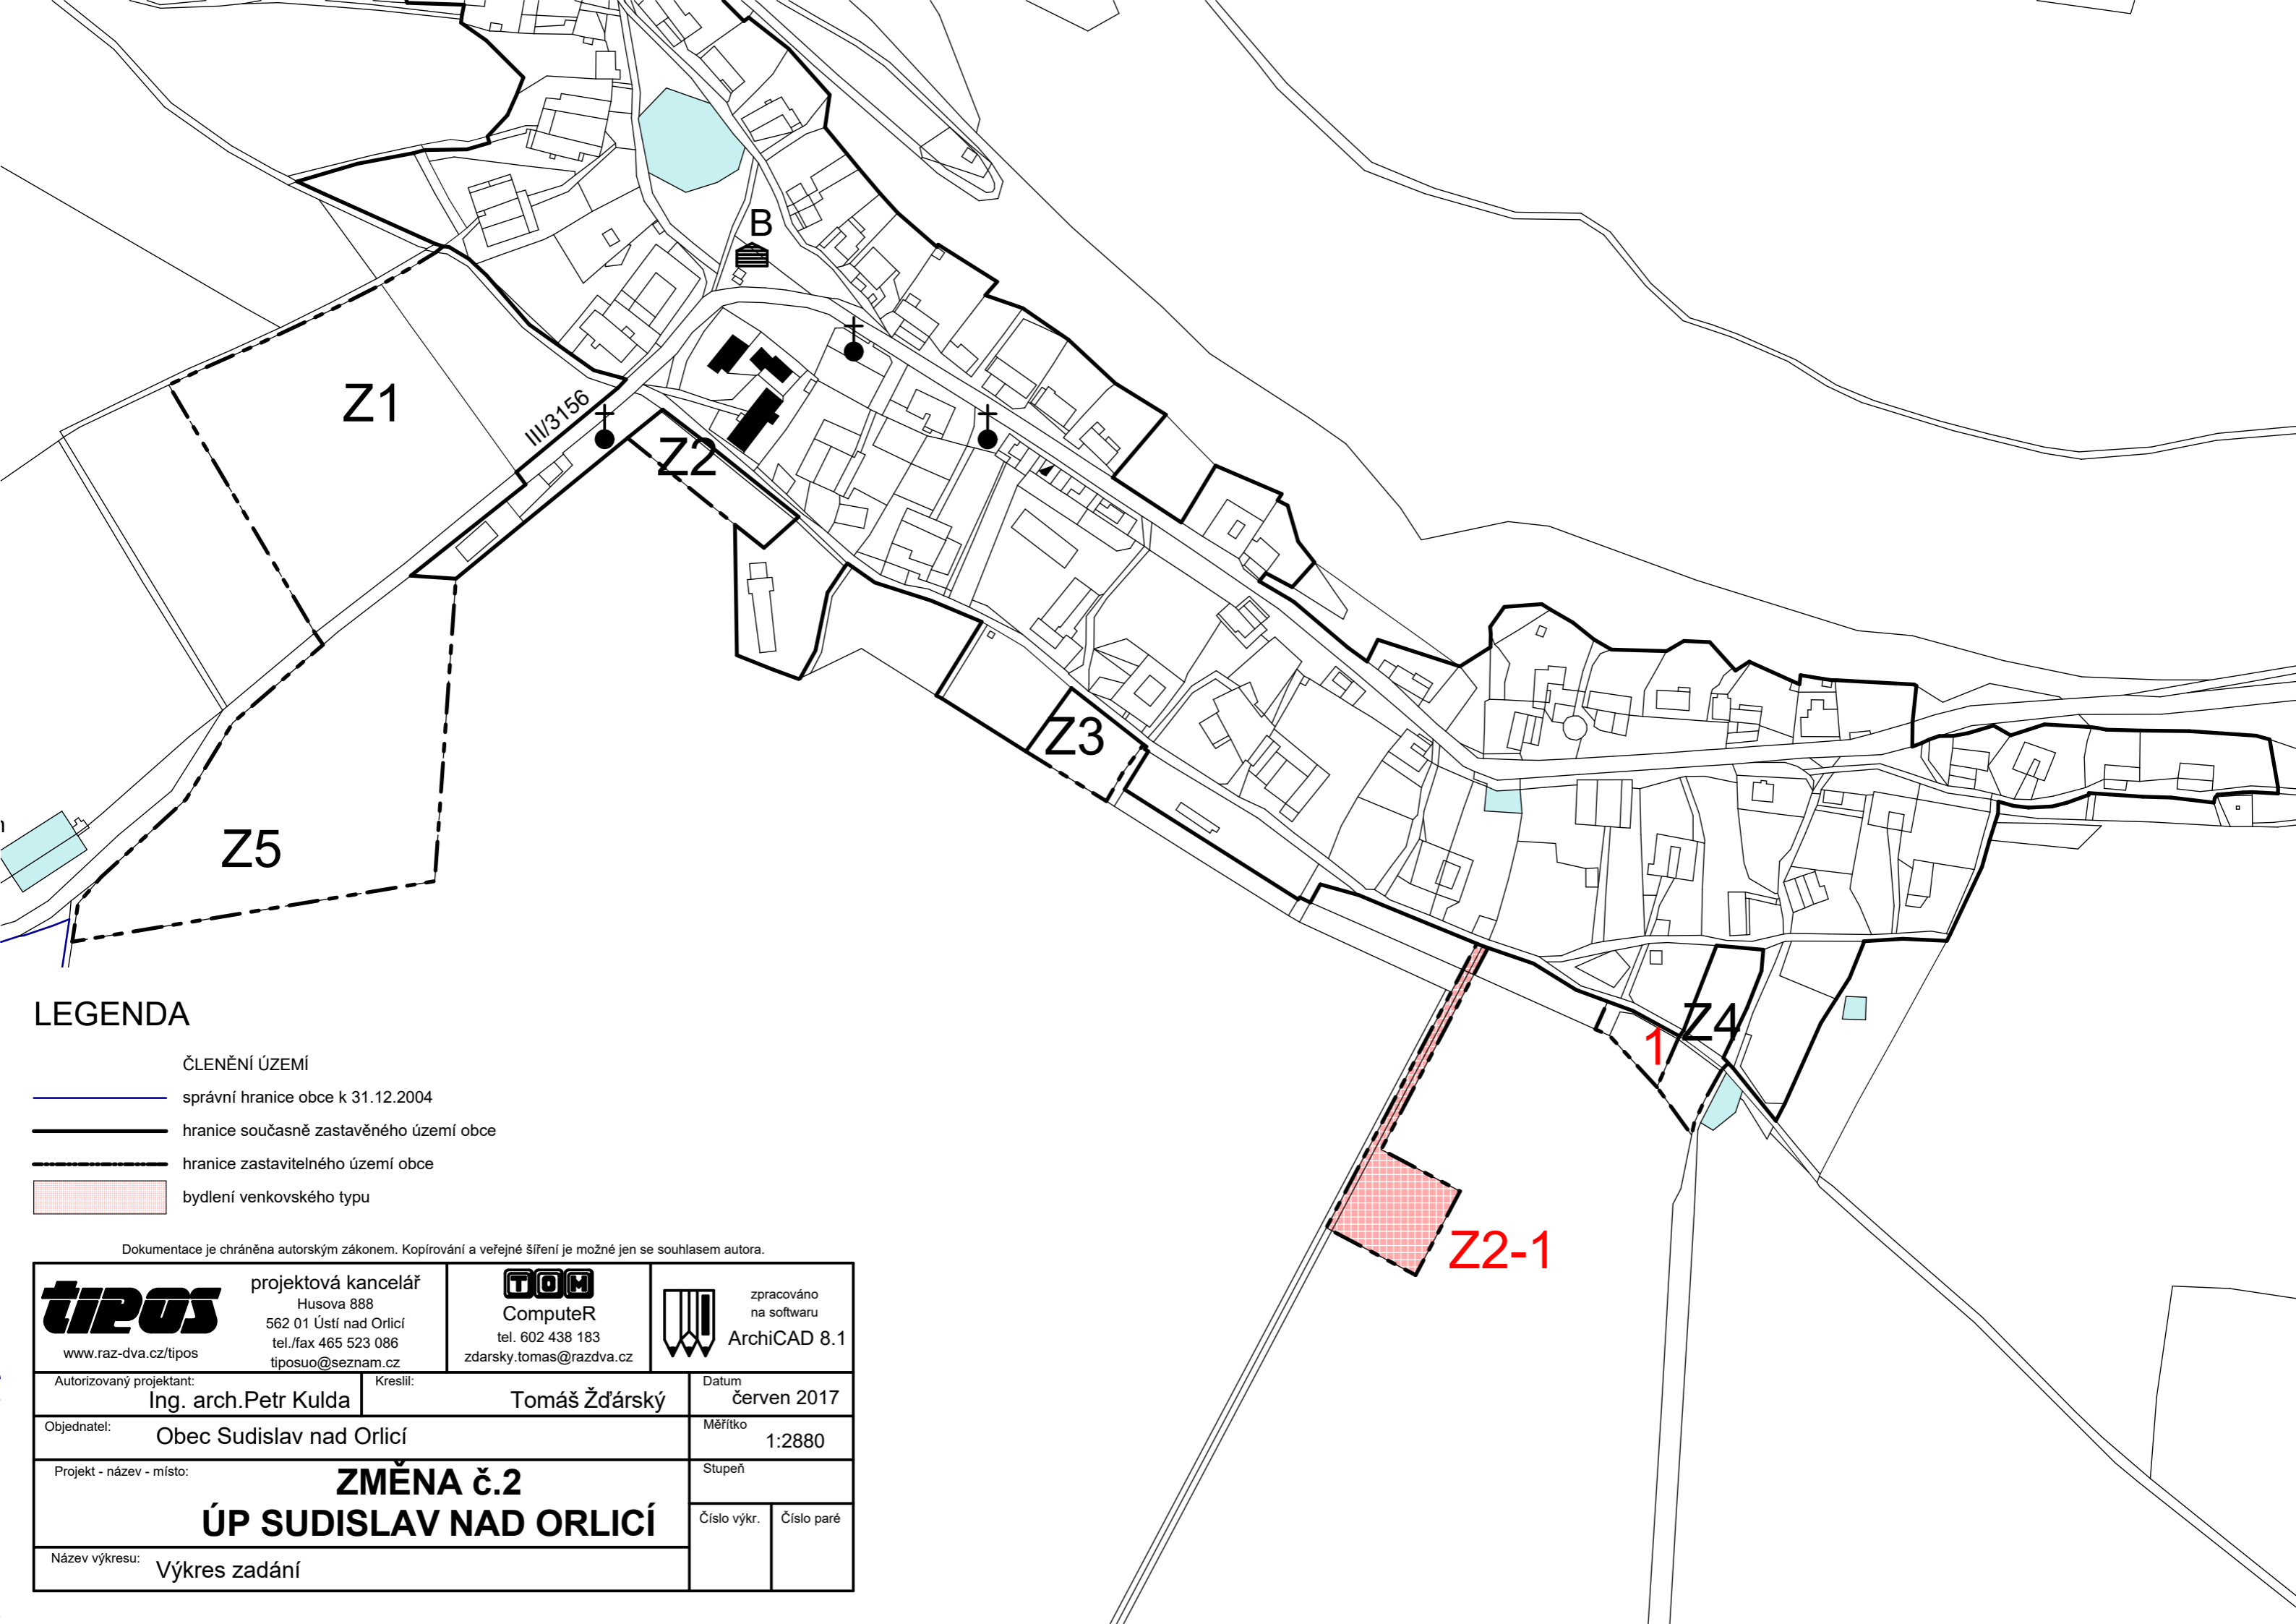 B
Z1
III/3156
Z2
Z3
Z5
Z4
1
Z2-1
LEGENDA
ČLENĚNÍ ÚZEMÍ
správní hranice obce k 31.12.2004
hranice současně zastavěného území obce
hranice zastavitelného území obce
bydlení venkovského typu
Dokumentace je chráněna autorským zákonem. Kopírování a veřejné šíření je možné jen se souhlasem autora.
tipos
www.raz-dva.cz/tipos
projektová kancelář
Husova 888
562 01 Ústí nad Orlicí
tel./fax 465 523 086
tiposuo@seznam.cz
TOM
ComputeR
tel. 602 438 183
zdarsky.tomas@razdva.cz
zpracováno
na softwaru
ArchiCAD 8.1
Autorizovaný projektant:
Ing. arch.Petr Kulda
Kreslil:
Tomáš Žďárský
Datum
červen 2017
Objednatel:
Obec Sudislav nad Orlicí
Měřítko
1:2880
Projekt - název - místo:
ZMĚNA č.2
ÚP SUDISLAV NAD ORLICÍ
Stupeň
Číslo výkr.
Číslo paré
Název výkresu:
Výkres zadání